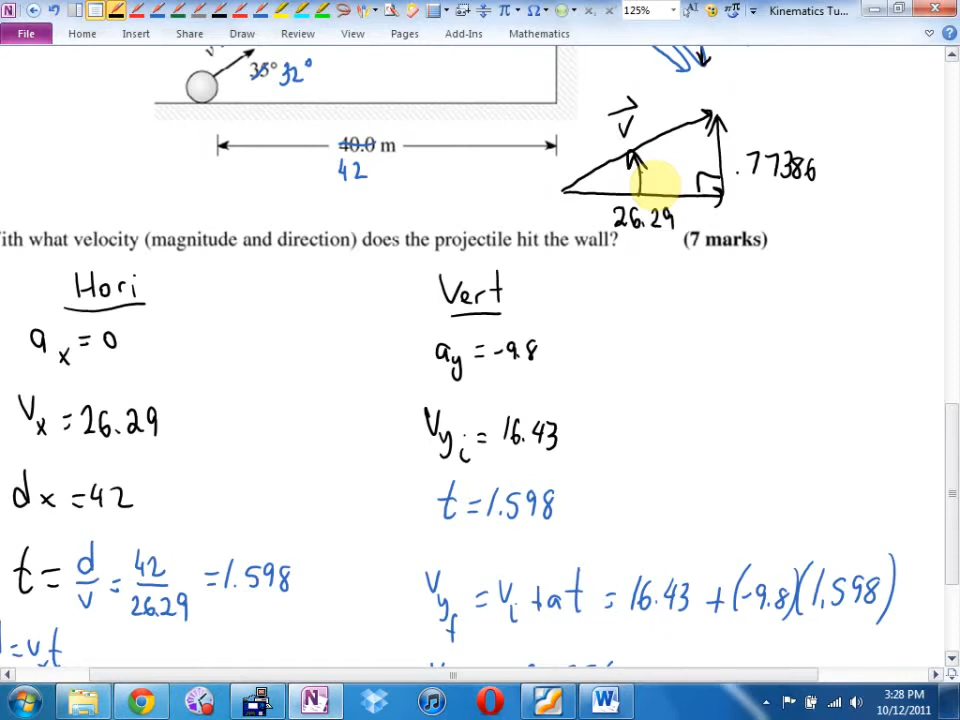 125%
Kinematics Tu...
File Home Insert Share Draw Review View Pages Add-Ins Mathematics
v
35° 32°
40.0 m
42
v
.77386
26.29
ith what velocity (magnitude and direction) does the projectile hit the wall? (7 marks)
Hori
Vert
a x = 0
a y = -9.8
V x = 26.29
V y i = 16.43
d x = 42
t = 1.598
t = d/v = 42/26.29 = 1.598
V y f = V i + a t = 16.43 + (-9.8)(1.598)
= v t
3:28 PM
10/12/2011